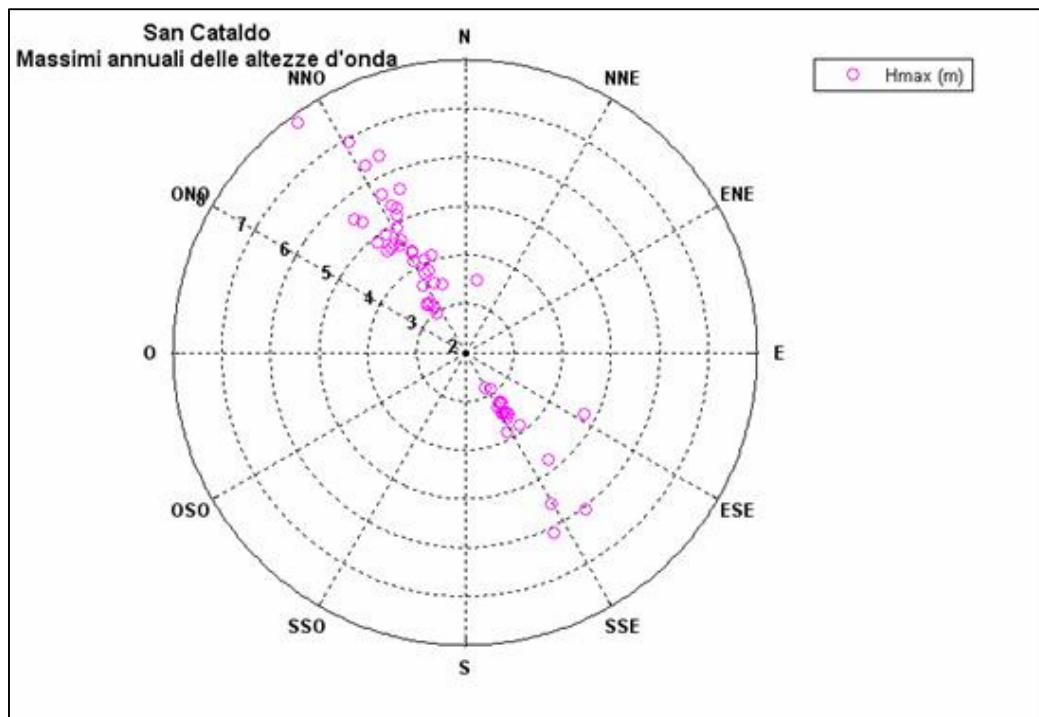 San Cataldo
Massimi annuali delle altezze d'onda
N
NNO
NNE
Hmax (m)
ONO
ENE
8
7
6
5
4
3
2
O
E
OSO
ESE
SSO
SSE
S